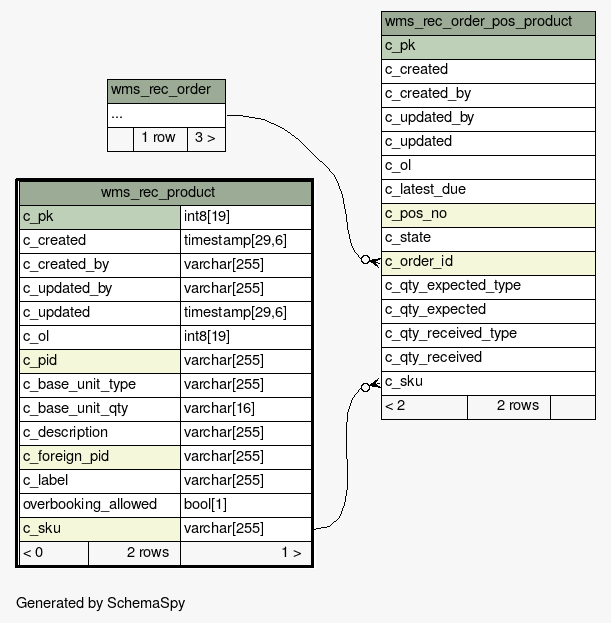 wms_rec_order_pos_product
c_pk
c_created
c_created_by
c_updated_by
c_updated
c_ol
c_latest_due
c_pos_no
c_state
c_order_id
c_qty_expected_type
c_qty_expected
c_qty_received_type
c_qty_received
c_sku
< 2 2 rows
wms_rec_order
...
1 row 3 >
wms_rec_product
c_pk int8[19]
c_created timestamp[29,6]
c_created_by varchar[255]
c_updated_by varchar[255]
c_updated timestamp[29,6]
c_ol int8[19]
c_pid varchar[255]
c_base_unit_type varchar[255]
c_base_unit_qty varchar[16]
c_description varchar[255]
c_foreign_pid varchar[255]
c_label varchar[255]
overbooking_allowed bool[1]
c_sku varchar[255]
< 0 2 rows 1 >
Generated by SchemaSpy